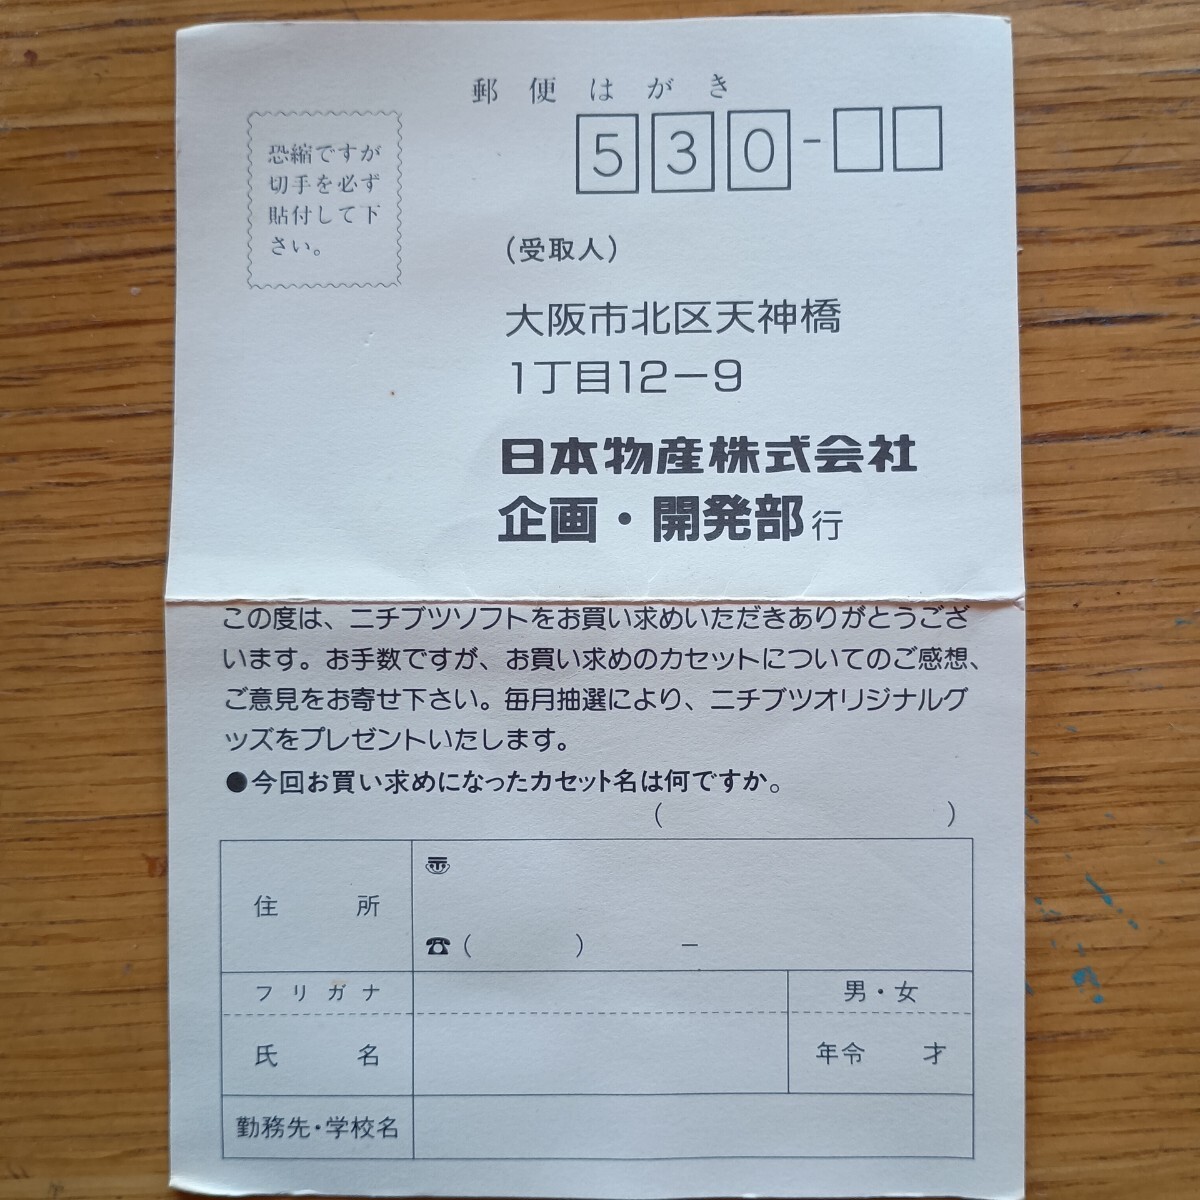 郵便はがき
530-
恐縮ですが
切手を必ず
貼付して下
さい。
（受取人）
大阪市北区天神橋
1丁目12－9
日本物産株式会社
企画・開発部行
この度は、ニチブツソフトをお買い求めいただきありがとうござ
います。お手数ですが、お買い求めのカセットについてのご感想、
ご意見をお寄せ下さい。毎月抽選により、ニチブツオリジナルグ
ッズをプレゼントいたします。
●今回お買い求めになったカセット名は何ですか。
（　　　　　　　　　　）
住所
〠
☎（　　　）　　－
フリガナ
男・女
氏名
年令　才
勤務先・学校名